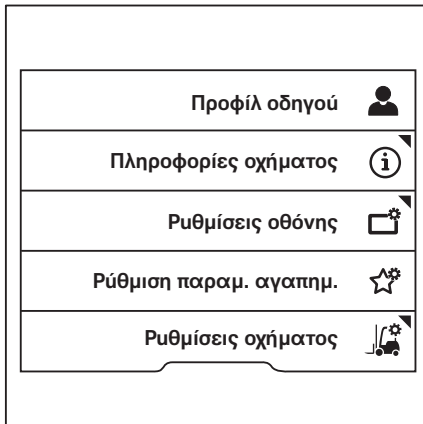 Προφίλ οδηγού
Πληροφορίες οχήματος
Ρυθμίσεις οθόνης
Ρύθμιση παραμ. αγαπημ.
Ρυθμίσεις οχήματος